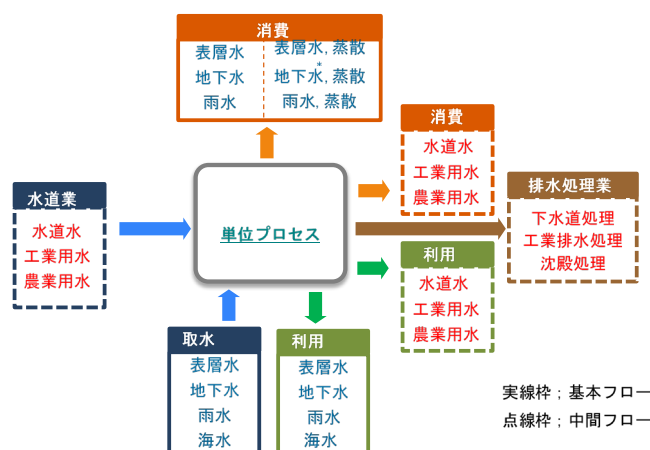 消費
表層水
地下水
雨水
表層水, 蒸散
*
地下水, 蒸散
雨水, 蒸散
消費
水道水
工業用水
農業用水
水道業
水道水
工業用水
農業用水
単位プロセス
排水処理業
下水道処理
工業排水処理
沈殿処理
利用
水道水
工業用水
農業用水
取水
表層水
地下水
雨水
海水
利用
表層水
地下水
雨水
海水
実線枠；基本フロー
点線枠；中間フロー